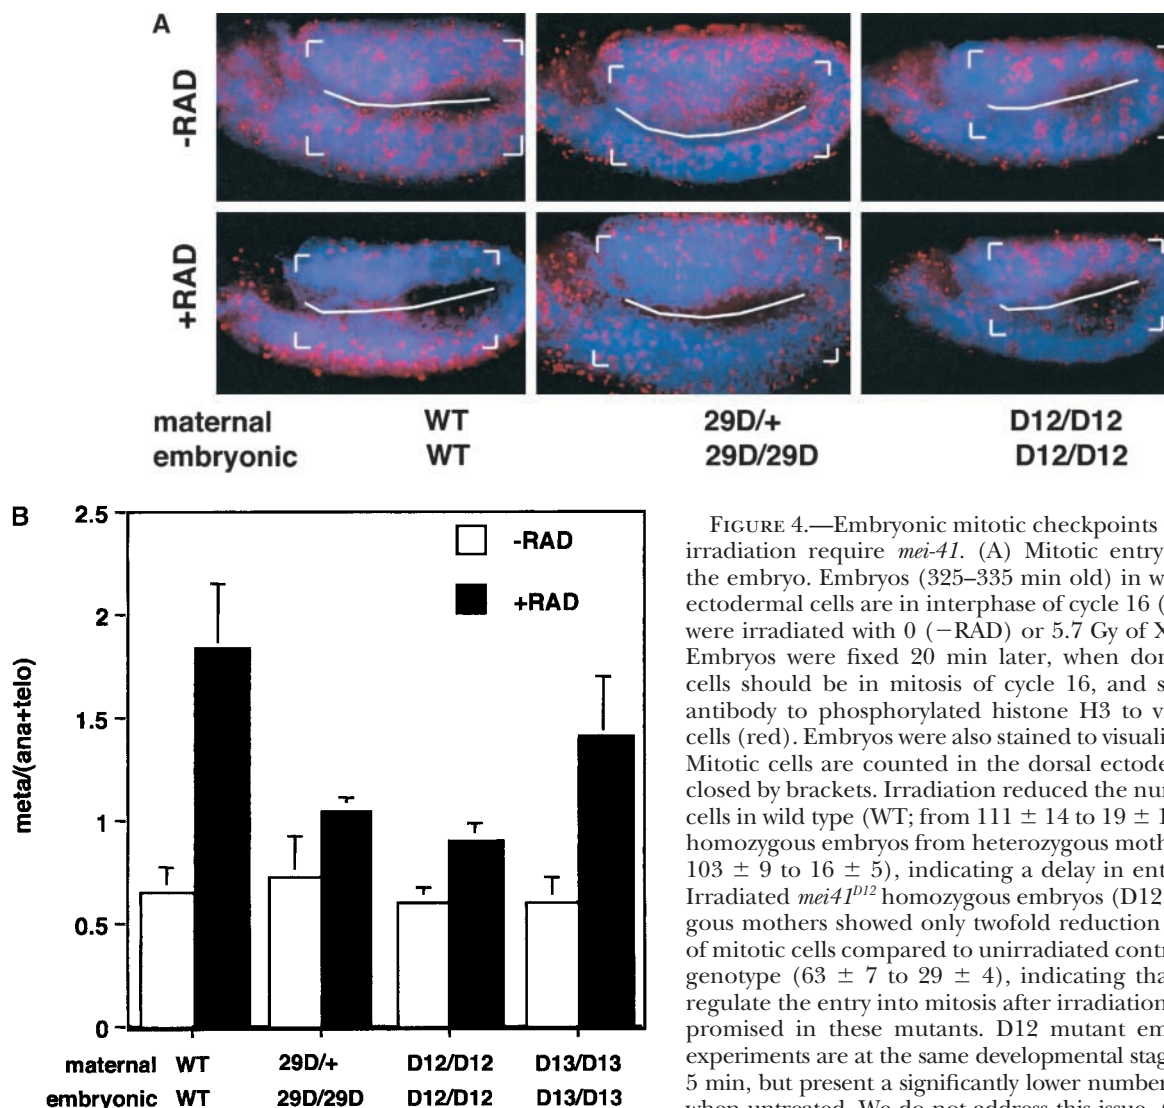 A
-RAD
+RAD
maternal WT 29D/+ D12/D12
embryonic WT 29D/29D D12/D12
B
2.5
2
1.5
1
0.5
0
meta/(ana+telo)
-RAD
+RAD
maternal WT 29D/+ D12/D12 D13/D13
embryonic WT 29D/29D D12/D12 D13/D13
FIGURE 4.—Embryonic mitotic checkpoints
irradiation require mei-41. (A) Mitotic entry
the embryo. Embryos (325–335 min old) in w
ectodermal cells are in interphase of cycle 16 (
were irradiated with 0 (−RAD) or 5.7 Gy of X
Embryos were fixed 20 min later, when dor
cells should be in mitosis of cycle 16, and s
antibody to phosphorylated histone H3 to v
cells (red). Embryos were also stained to visuali
Mitotic cells are counted in the dorsal ectode
closed by brackets. Irradiation reduced the nu
cells in wild type (WT; from 111 ± 14 to 19 ± 1
homozygous embryos from heterozygous moth
103 ± 9 to 16 ± 5), indicating a delay in ent
Irradiated mei41D12 homozygous embryos (D12
gous mothers showed only twofold reduction
of mitotic cells compared to unirradiated contr
genotype (63 ± 7 to 29 ± 4), indicating tha
regulate the entry into mitosis after irradiation
promised in these mutants. D12 mutant em
experiments are at the same developmental stag
5 min, but present a significantly lower number
when untreated. We do not address this issue